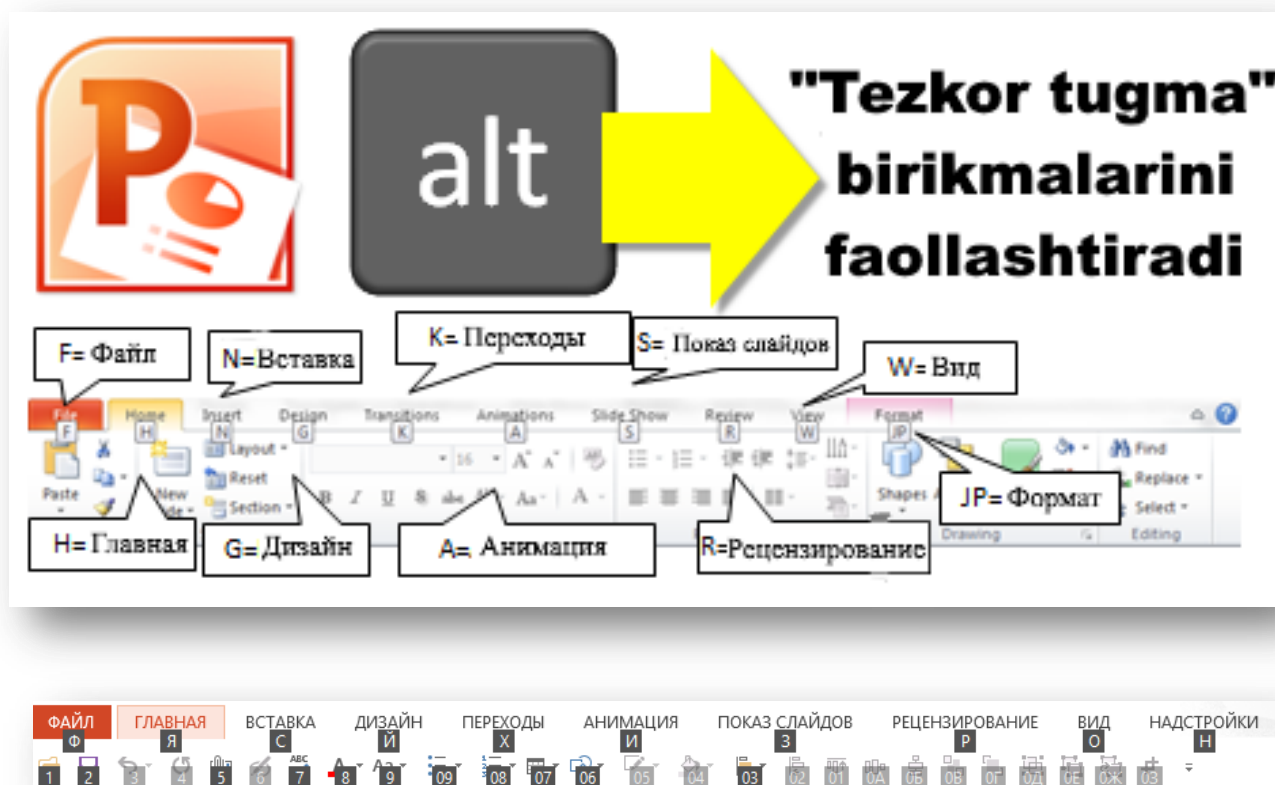 P
alt
"Tezkor tugma"
birikmalarini
faollashtiradi
F= Файл
N=Вставка
K= Переходы
S= Показ слайдов
W= Вид
File Home Insert Design Transitions Animations Slide Show Review View Format
F H N G K A S R W JP
Layout
Reset
Section
Paste
New
16
Shapes
Find
Replace
Select
Drawing
Editing
JP= Формат
H= Главная
G= Дизайн
A= Анимация
R=Рецензирование
ФАЙЛ ГЛАВНАЯ ВСТАВКА ДИЗАЙН ПЕРЕХОДЫ АНИМАЦИЯ ПОКАЗ СЛАЙДОВ РЕЦЕНЗИРОВАНИЕ ВИД НАДСТРОЙКИ
Ф Я С Й Х И З Р О Н
1 2 3 4 5 6 7 8 9 09 08 07 06 05 04 03 02 01 0А 0Б 0В 0Г 0Д 0Е 0Ж 0З